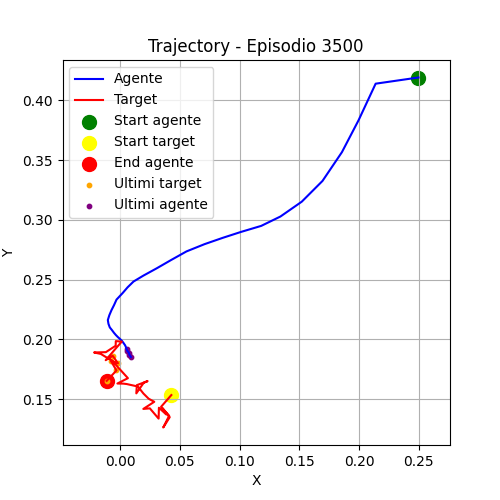 Trajectory - Episodio 3500
Agente
Target
Start agente
Start target
End agente
Ultimi target
Ultimi agente
0.40
0.35
0.30
0.25
0.20
0.15
Y
0.00
0.05
0.10
0.15
0.20
0.25
X